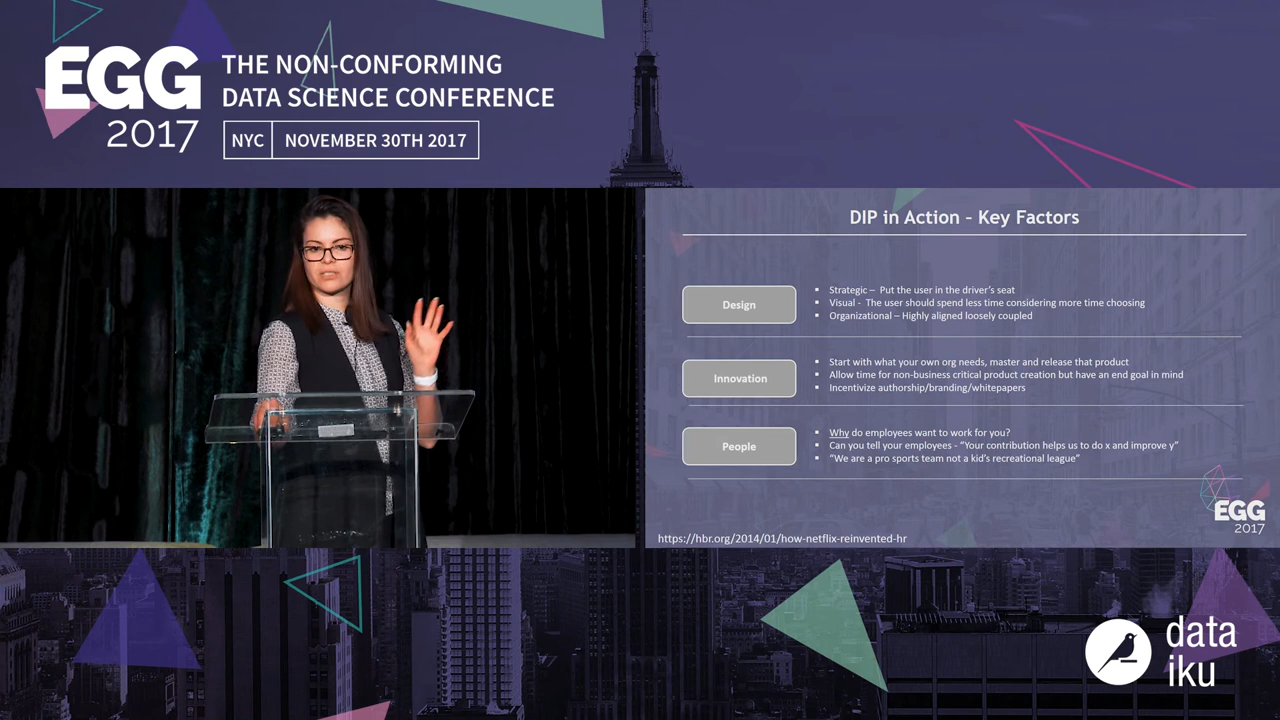 EGG
2017
THE NON-CONFORMING
DATA SCIENCE CONFERENCE
NYC
NOVEMBER 30TH 2017
DIP in Action – Key Factors
Design
Strategic – Put the user in the driver's seat
Visual - The user should spend less time considering more time choosing
Organizational – Highly aligned loosely coupled
Innovation
Start with what your own org needs, master and release that product
Allow time for non-business critical product creation but have an end goal in mind
Incentivize authorship/branding/whitepapers
People
Why do employees want to work for you?
Can you tell your employees - “Your contribution helps us to do x and improve y”
“We are a pro sports team not a kid's recreational league”
EGG
2017
https://hbr.org/2014/01/how-netflix-reinvented-hr
data
iku